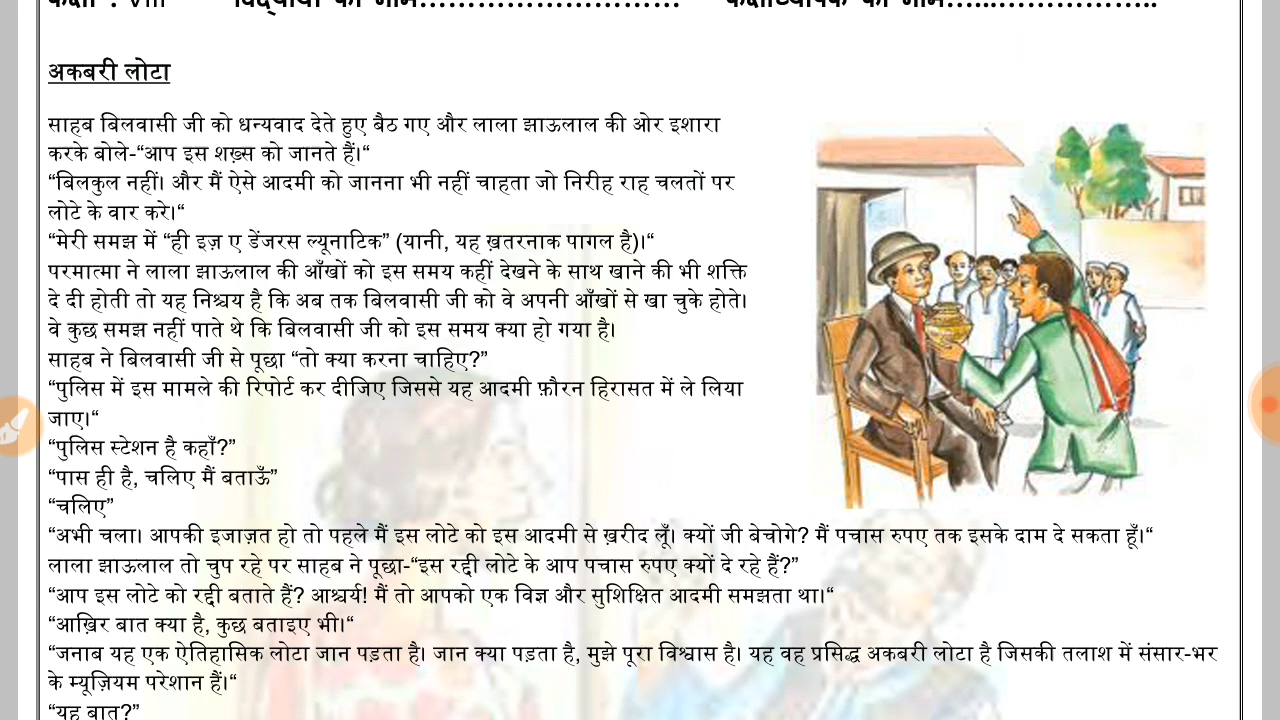 कक्षा : VIII विद्यार्थी का नाम........................... कक्षाध्यापक का नाम.....................
अकबरी लोटा
साहब बिलवासी जी को धन्यवाद देते हुए बैठ गए और लाला झाऊलाल की ओर इशारा
करके बोले-“आप इस शख़्स को जानते हैं।“
“बिलकुल नहीं। और मैं ऐसे आदमी को जानना भी नहीं चाहता जो निरीह राह चलतों पर
लोटे के वार करे।“
“मेरी समझ में “ही इज़ ए डेंजरस ल्यूनाटिक” (यानी, यह ख़तरनाक पागल है)।“
परमात्मा ने लाला झाऊलाल की आँखों को इस समय कहीं देखने के साथ खाने की भी शक्ति
दे दी होती तो यह निश्चय है कि अब तक बिलवासी जी को वे अपनी आँखों से खा चुके होते।
वे कुछ समझ नहीं पाते थे कि बिलवासी जी को इस समय क्या हो गया है।
साहब ने बिलवासी जी से पूछा “तो क्या करना चाहिए?”
“पुलिस में इस मामले की रिपोर्ट कर दीजिए जिससे यह आदमी फ़ौरन हिरासत में ले लिया
जाए।“
“पुलिस स्टेशन है कहाँ?”
“पास ही है, चलिए मैं बताऊँ”
“चलिए”
“अभी चला। आपकी इजाज़त हो तो पहले मैं इस लोटे को इस आदमी से ख़रीद लूँ। क्यों जी बेचोगे? मैं पचास रुपए तक इसके दाम दे सकता हूँ।“
लाला झाऊलाल तो चुप रहे पर साहब ने पूछा-“इस रद्दी लोटे के आप पचास रुपए क्यों दे रहे हैं?”
“आप इस लोटे को रद्दी बताते हैं? आश्चर्य! मैं तो आपको एक विज्ञ और सुशिक्षित आदमी समझता था।“
“आख़िर बात क्या है, कुछ बताइए भी।“
“जनाब यह एक ऐतिहासिक लोटा जान पड़ता है। जान क्या पड़ता है, मुझे पूरा विश्वास है। यह वह प्रसिद्ध अकबरी लोटा है जिसकी तलाश में संसार-भर
के म्यूज़ियम परेशान हैं।“
“यह बात?”